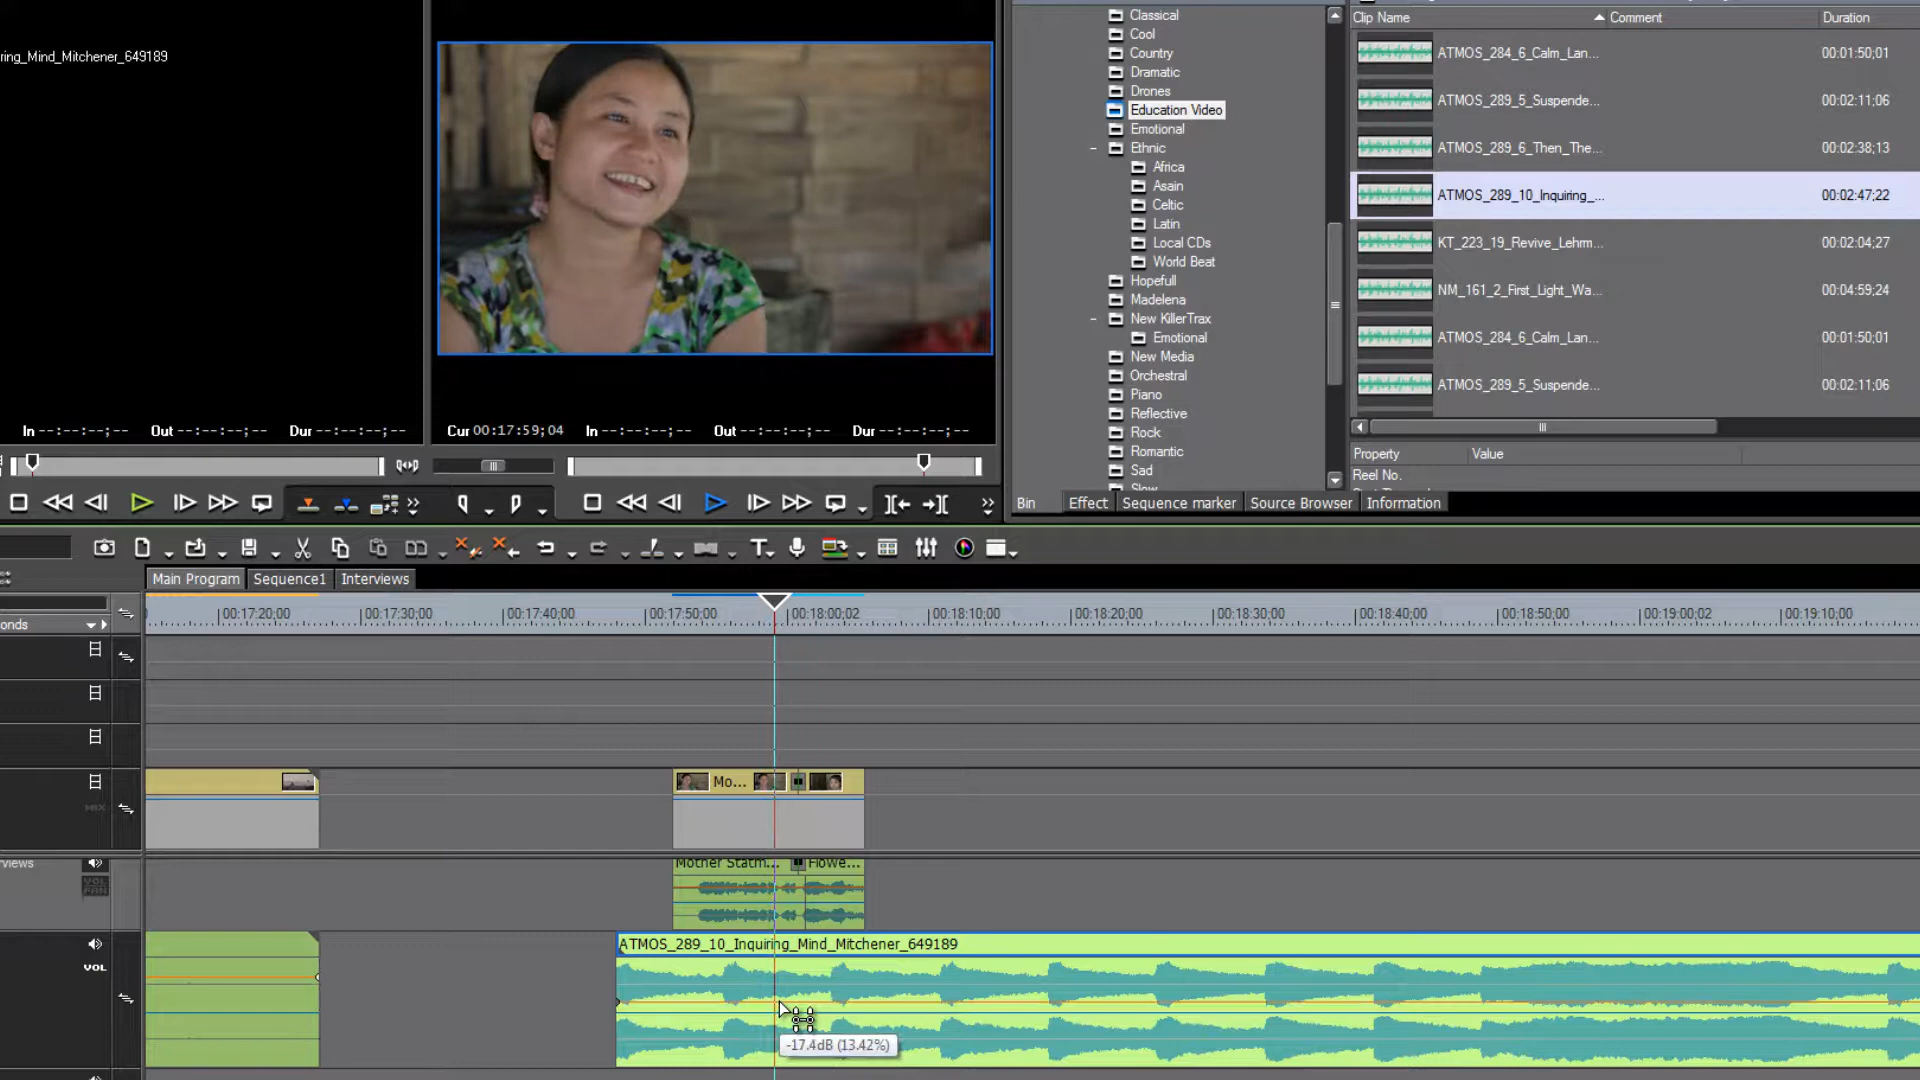 ring_Mind_Mitchener_649189
In --:--:--;-- Out --:--:--;-- Dur --:--:--;--
Cur 00:17:59;04 In --:--:--;-- Out --:--:--;-- Dur --:--:--;--
Classical
Cool
Country
Dramatic
Drones
Education Video
Emotional
Ethnic
Africa
Asain
Celtic
Latin
Local CDs
World Beat
Hopefull
Madelena
New KillerTrax
Emotional
New Media
Orchestral
Piano
Reflective
Rock
Romantic
Sad
Slow
Bin Effect Sequence marker Source Browser Information
Clip Name Comment Duration
ATMOS_284_6_Calm_Lan... 00:01:50;01
ATMOS_289_5_Suspende... 00:02:11;06
ATMOS_289_6_Then_The... 00:02:38;13
ATMOS_289_10_Inquiring_... 00:02:47;22
KT_223_19_Revive_Lehrm... 00:02:04;27
NM_161_2_First_Light_Wa... 00:04:59;24
ATMOS_284_6_Calm_Lan... 00:01:50;01
ATMOS_289_5_Suspende... 00:02:11;06
Property Value
Reel No.
Main Program Sequence1 Interviews
onds
00:17:20;00 00:17:30;00 00:17:40;00 00:17:50;00 00:18:00;02 00:18:10;00 00:18:20;00 00:18:30;00 00:18:40;00 00:18:50;00 00:19:00;02 00:19:10;00
Mo...
MIX
views
VOL
PAN
Mother Statm... Flowe...
VOL
ATMOS_289_10_Inquiring_Mind_Mitchener_649189
-17.4dB (13.42%)